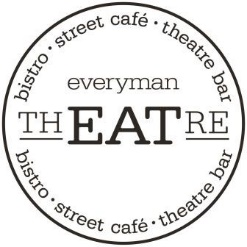 bistro · street café · theatre bar
everyman
THEATRE
bistro · street café · theatre bar